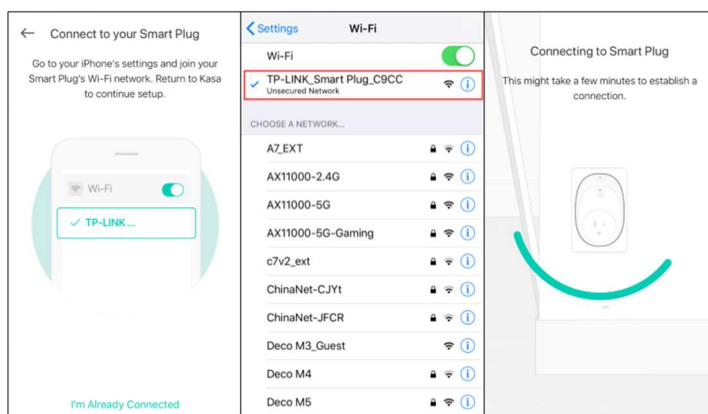 Connect to your Smart Plug
Go to your iPhone's settings and join your
Smart Plug's Wi-Fi network. Return to Kasa
to continue setup.
Wi-Fi
TP-LINK...
I'm Already Connected
Settings
Wi-Fi
Wi-Fi
TP-LINK_Smart Plug_C9CC
Unsecured Network
CHOOSE A NETWORK...
A7_EXT
AX11000-2.4G
AX11000-5G
AX11000-5G-Gaming
c7v2_ext
ChinaNet-CJYt
ChinaNet-JFCR
Deco M3_Guest
Deco M4
Deco M5
Connecting to Smart Plug
This might take a few minutes to establish a
connection.